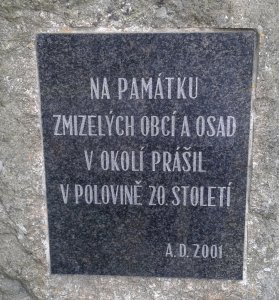 NA PAMÁTKU
ZMIZELÝCH OBCÍ A OSAD
V OKOLÍ PRÁŠIL
V POLOVINĚ 20. STOLETÍ
A. D. 2001